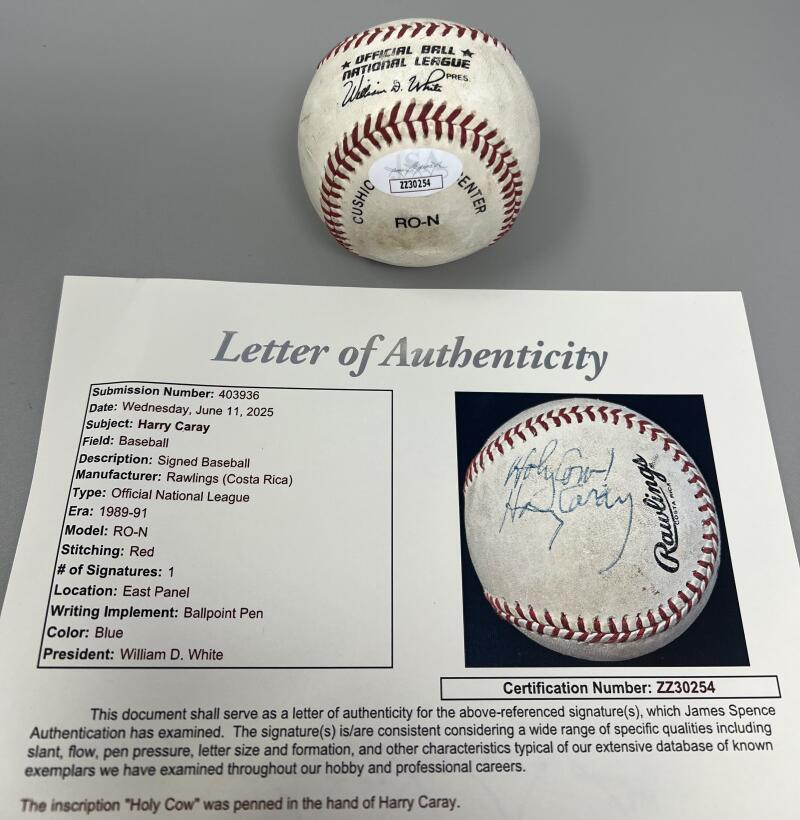 ★ OFFICIAL BALL ★
NATIONAL LEAGUE
William D. White PRES.
JSA
ZZ30254
CUSHIO ENTER
RO-N
Letter of Authenticity
Submission Number: 403936
Date: Wednesday, June 11, 2025
Subject: Harry Caray
Field: Baseball
Description: Signed Baseball
Manufacturer: Rawlings (Costa Rica)
Type: Official National League
Era: 1989-91
Model: RO-N
Stitching: Red
# of Signatures: 1
Location: East Panel
Writing Implement: Ballpoint Pen
Color: Blue
President: William D. White
Holy Cow!
Harry Caray
Rawlings®
COSTA RICA
Certification Number: ZZ30254
This document shall serve as a letter of authenticity for the above-referenced signature(s), which James Spence
Authentication has examined. The signature(s) is/are consistent considering a wide range of specific qualities including
slant, flow, pen pressure, letter size and formation, and other characteristics typical of our extensive database of known
exemplars we have examined throughout our hobby and professional careers.
The inscription "Holy Cow" was penned in the hand of Harry Caray.